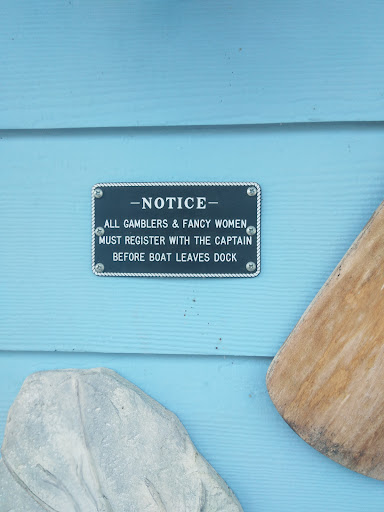 -NOTICE-
ALL GAMBLERS & FANCY WOMEN
MUST REGISTER WITH THE CAPTAIN
BEFORE BOAT LEAVES DOCK